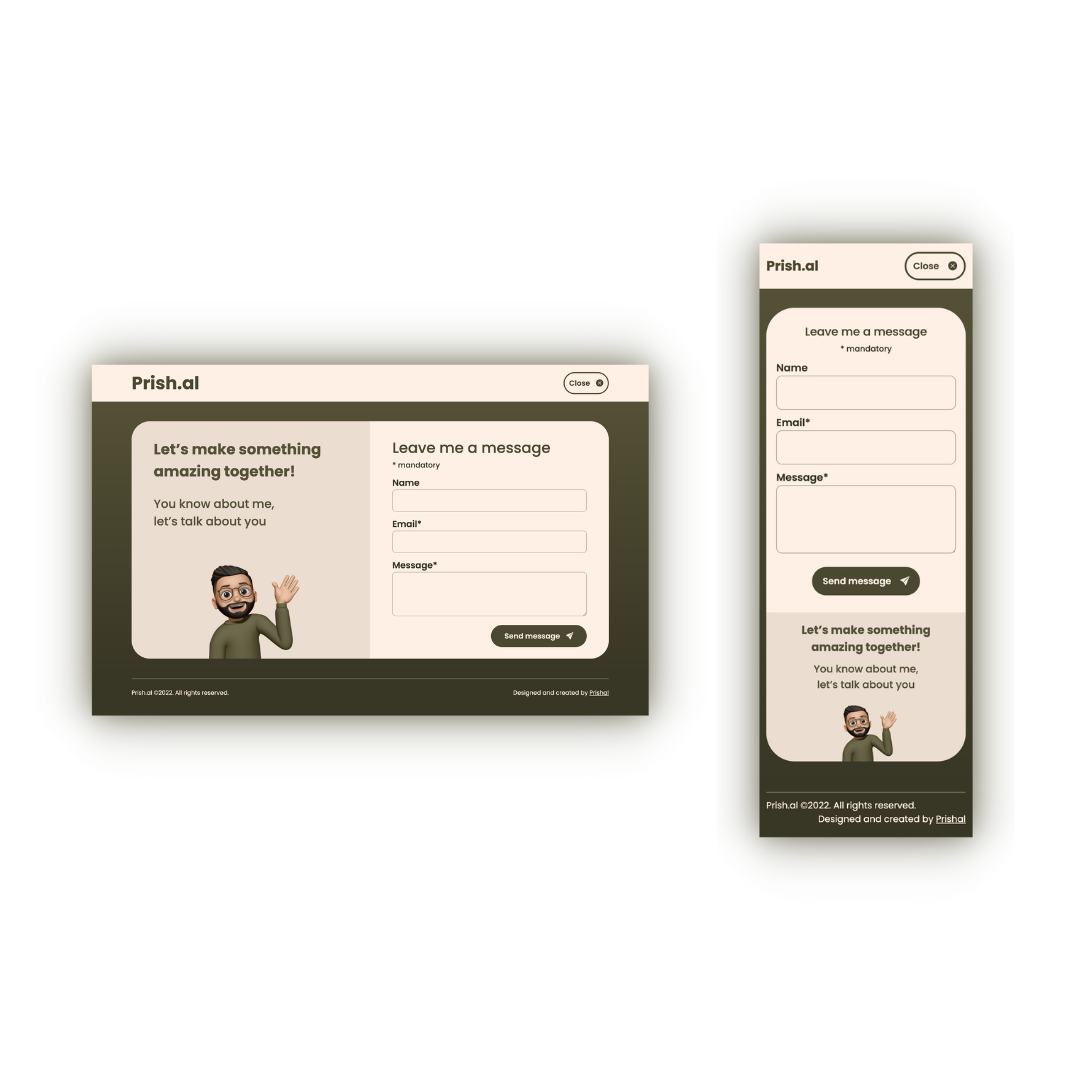 Prish.al
Close
Let’s make something
amazing together!
You know about me,
let’s talk about you
Leave me a message
* mandatory
Name
Email*
Message*
Send message
Prish.al ©2022. All rights reserved.
Designed and created by Prishal
Prish.al
Close
Leave me a message
* mandatory
Name
Email*
Message*
Send message
Let’s make something
amazing together!
You know about me,
let’s talk about you
Prish.al ©2022. All rights reserved.
Designed and created by Prishal